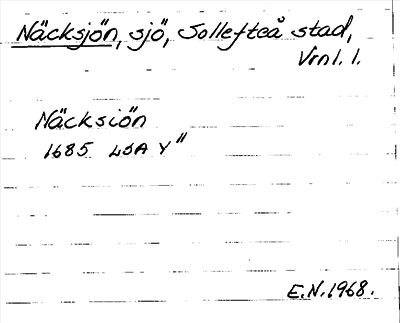 Näcksjön, sjö, Sollefteå stad,
Vrnl. l.
Näcksiön
1685 LSA Y"
E.N. 1968.